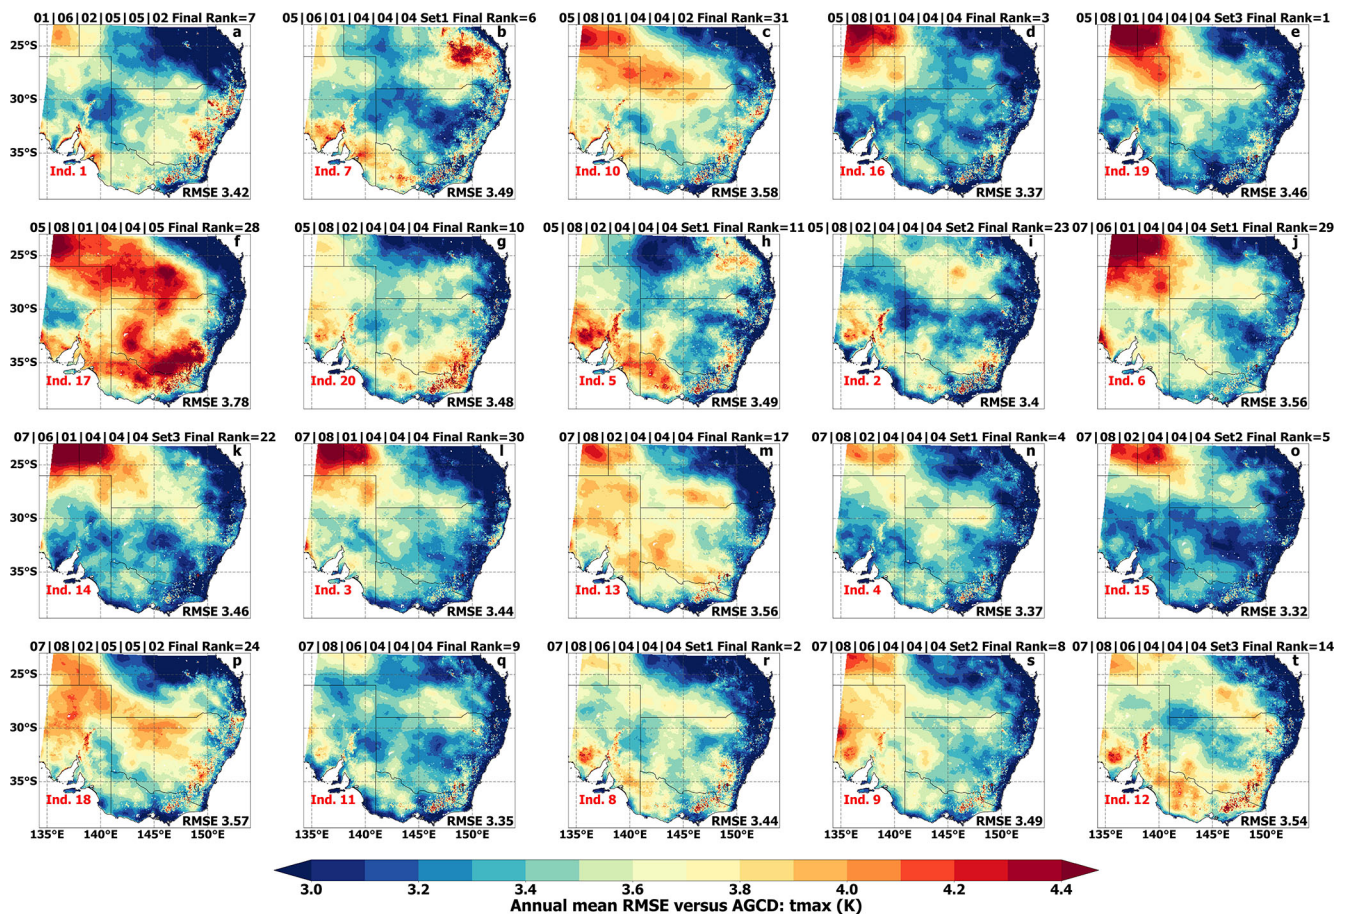 01 | 06 | 02 | 05 | 05 | 02 Final Rank=7
a
25°S
30°S
35°S
Ind. 1
RMSE 3.42
05 | 06 | 01 | 04 | 04 | 04 Set1 Final Rank=6
b
Ind. 7
RMSE 3.49
05 | 08 | 01 | 04 | 04 | 02 Final Rank=31
c
Ind. 10
RMSE 3.58
05 | 08 | 01 | 04 | 04 | 04 Final Rank=3
d
Ind. 16
RMSE 3.37
05 | 08 | 01 | 04 | 04 | 04 Set3 Final Rank=1
e
Ind. 19
RMSE 3.46
05 | 08 | 01 | 04 | 04 | 05 Final Rank=28
f
25°S
30°S
35°S
Ind. 17
RMSE 3.78
05 | 08 | 02 | 04 | 04 | 04 Final Rank=10
g
Ind. 20
RMSE 3.48
05 | 08 | 02 | 04 | 04 | 04 Set1 Final Rank=11
h
Ind. 5
RMSE 3.49
05 | 08 | 02 | 04 | 04 | 04 Set2 Final Rank=23
i
Ind. 2
RMSE 3.4
07 | 06 | 01 | 04 | 04 | 04 Set1 Final Rank=29
j
Ind. 6
RMSE 3.56
07 | 06 | 01 | 04 | 04 | 04 Set3 Final Rank=22
k
25°S
30°S
35°S
Ind. 14
RMSE 3.46
07 | 08 | 01 | 04 | 04 | 04 Final Rank=30
l
Ind. 3
RMSE 3.44
07 | 08 | 02 | 04 | 04 | 04 Final Rank=17
m
Ind. 13
RMSE 3.56
07 | 08 | 02 | 04 | 04 | 04 Set1 Final Rank=4
n
Ind. 4
RMSE 3.37
07 | 08 | 02 | 04 | 04 | 04 Set2 Final Rank=5
o
Ind. 15
RMSE 3.32
07 | 08 | 02 | 05 | 05 | 02 Final Rank=24
p
25°S
30°S
35°S
Ind. 18
RMSE 3.57
135°E 140°E 145°E 150°E
07 | 08 | 06 | 04 | 04 | 04 Final Rank=9
q
Ind. 11
RMSE 3.35
135°E 140°E 145°E 150°E
07 | 08 | 06 | 04 | 04 | 04 Set1 Final Rank=2
r
Ind. 8
RMSE 3.44
135°E 140°E 145°E 150°E
07 | 08 | 06 | 04 | 04 | 04 Set2 Final Rank=8
s
Ind. 9
RMSE 3.49
135°E 140°E 145°E 150°E
07 | 08 | 06 | 04 | 04 | 04 Set3 Final Rank=14
t
Ind. 12
RMSE 3.54
135°E 140°E 145°E 150°E
3.0 3.2 3.4 3.6 3.8 4.0 4.2 4.4
Annual mean RMSE versus AGCD: tmax (K)